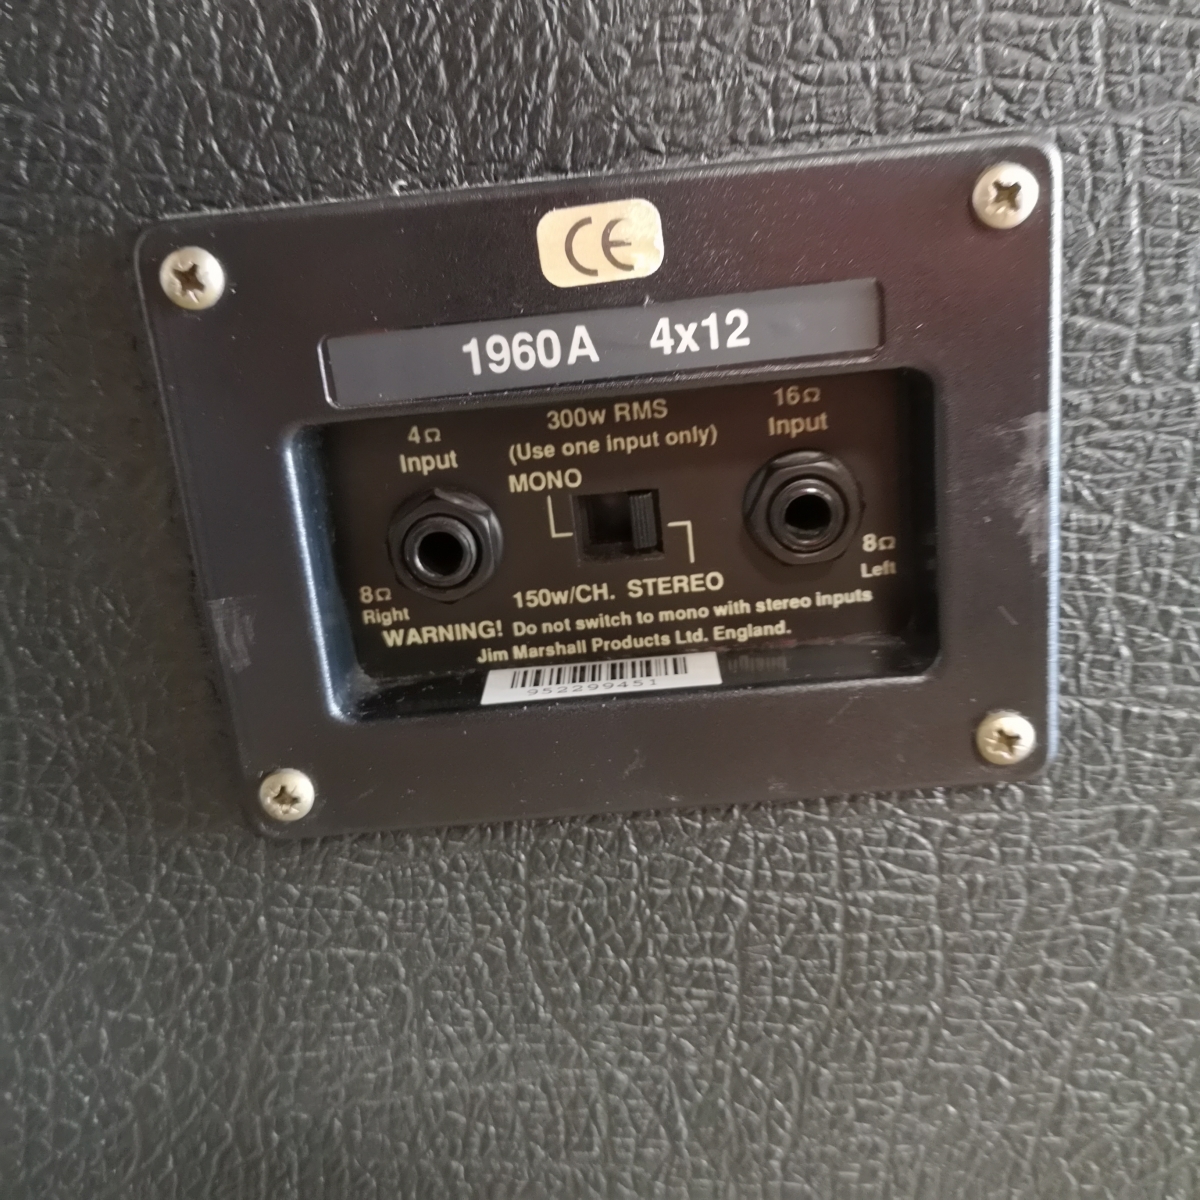 CE
1960A 4x12
4Ω Input
300w RMS
(Use one input only)
16Ω Input
MONO
8Ω Right
150w/CH. STEREO
8Ω Left
WARNING! Do not switch to mono with stereo inputs
Jim Marshall Products Ltd. England.
952299451